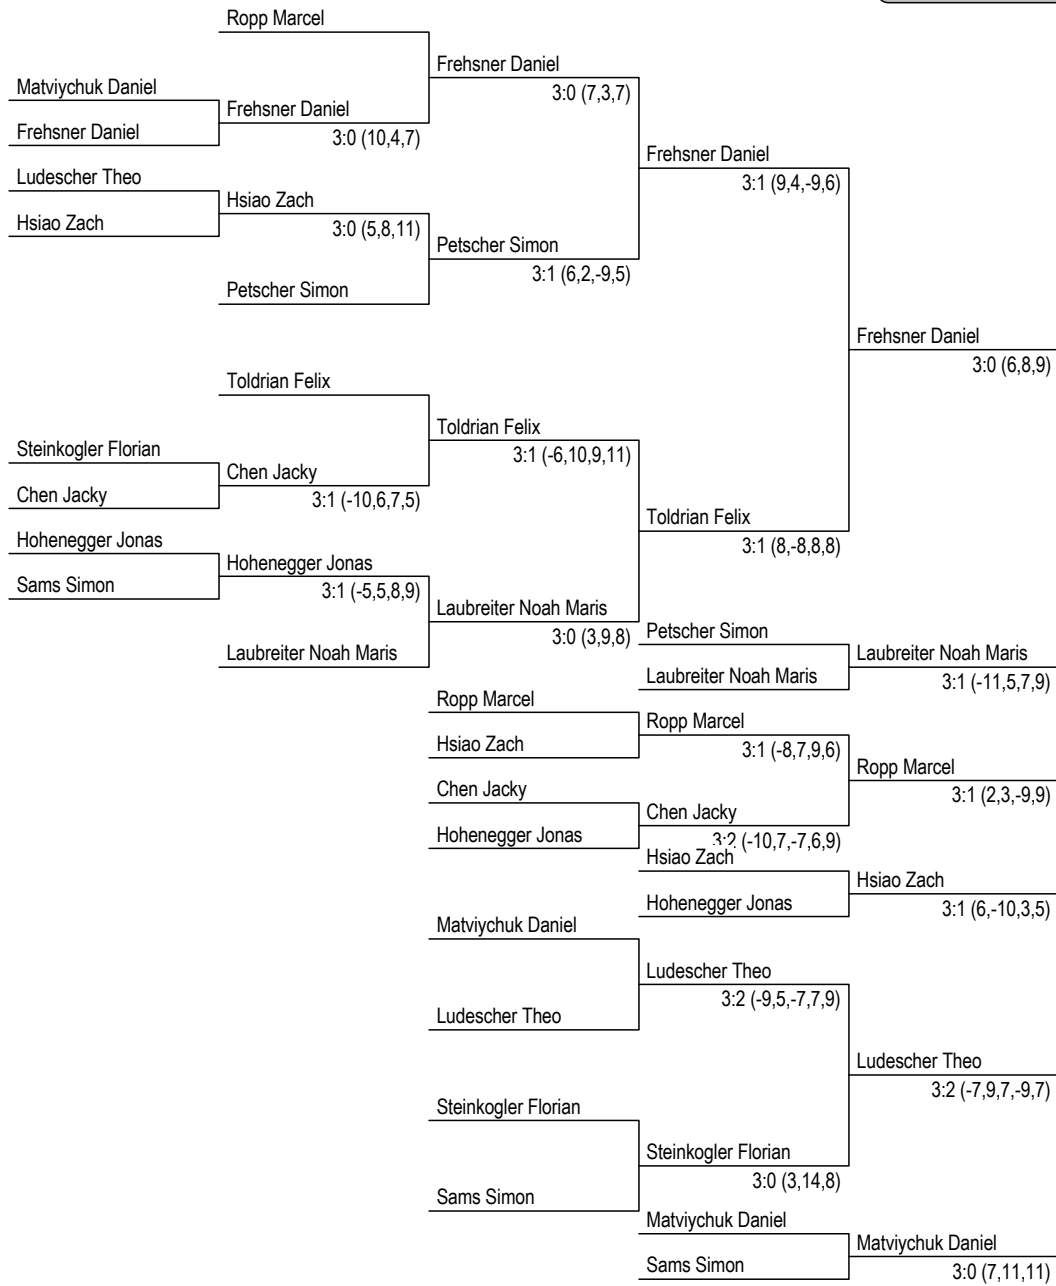 Ropp Marcel
Frehsner Daniel
3:0 (7,3,7)
Matviychuk Daniel
Frehsner Daniel
Frehsner Daniel
3:0 (10,4,7)
Frehsner Daniel
3:1 (9,4,-9,6)
Ludescher Theo
Hsiao Zach
Hsiao Zach
3:0 (5,8,11)
Petscher Simon
3:1 (6,2,-9,5)
Petscher Simon
Frehsner Daniel
3:0 (6,8,9)
Toldrian Felix
Toldrian Felix
3:1 (-6,10,9,11)
Steinkogler Florian
Chen Jacky
Chen Jacky
3:1 (-10,6,7,5)
Toldrian Felix
3:1 (8,-8,8,8)
Hohenegger Jonas
Sams Simon
Hohenegger Jonas
3:1 (-5,5,8,9)
Laubreiter Noah Maris
3:0 (3,9,8)
Laubreiter Noah Maris
Petscher Simon
Laubreiter Noah Maris
Laubreiter Noah Maris
3:1 (-11,5,7,9)
Ropp Marcel
Hsiao Zach
Ropp Marcel
3:1 (-8,7,9,6)
Ropp Marcel
3:1 (2,3,-9,9)
Chen Jacky
Hohenegger Jonas
Chen Jacky
3:2 (-10,7,-7,6,9)
Hsiao Zach
Hohenegger Jonas
Hsiao Zach
3:1 (6,-10,3,5)
Matviychuk Daniel
Ludescher Theo
Ludescher Theo
3:2 (-9,5,-7,7,9)
Ludescher Theo
3:2 (-7,9,7,-9,7)
Steinkogler Florian
Sams Simon
Steinkogler Florian
3:0 (3,14,8)
Matviychuk Daniel
Sams Simon
Matviychuk Daniel
3:0 (7,11,11)